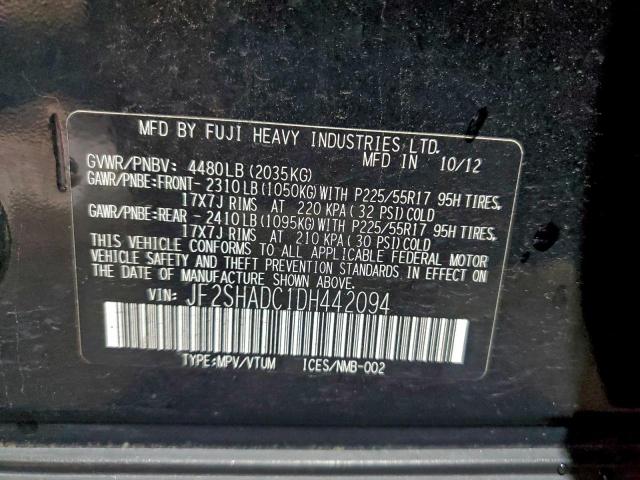 MFD BY FUJI HEAVY INDUSTRIES LTD.
MFD IN 10/12
GVWR/PNBV: 4480LB (2035KG)
GAWR/PNBE:FRONT- 2310LB(1050KG)WITH P225/55R17 95H TIRES,
17X7J RIMS AT 220 KPA(32 PSI)COLD
GAWR/PNBE:REAR - 2410LB(1095KG)WITH P225/55R17 95H TIRES,
17X7J RIMS AT 210 KPA(30 PSI)COLD
THIS VEHICLE CONFORMS TO ALL APPLICABLE FEDERAL MOTOR
VEHICLE SAFETY AND THEFT PREVENTION STANDARDS IN EFFECT ON
THE DATE OF MANUFACTURE SHOWN ABOVE.
VIN: JF2SHADC1DH442094
TYPE:MPV/VTUM ICES/NMB-002